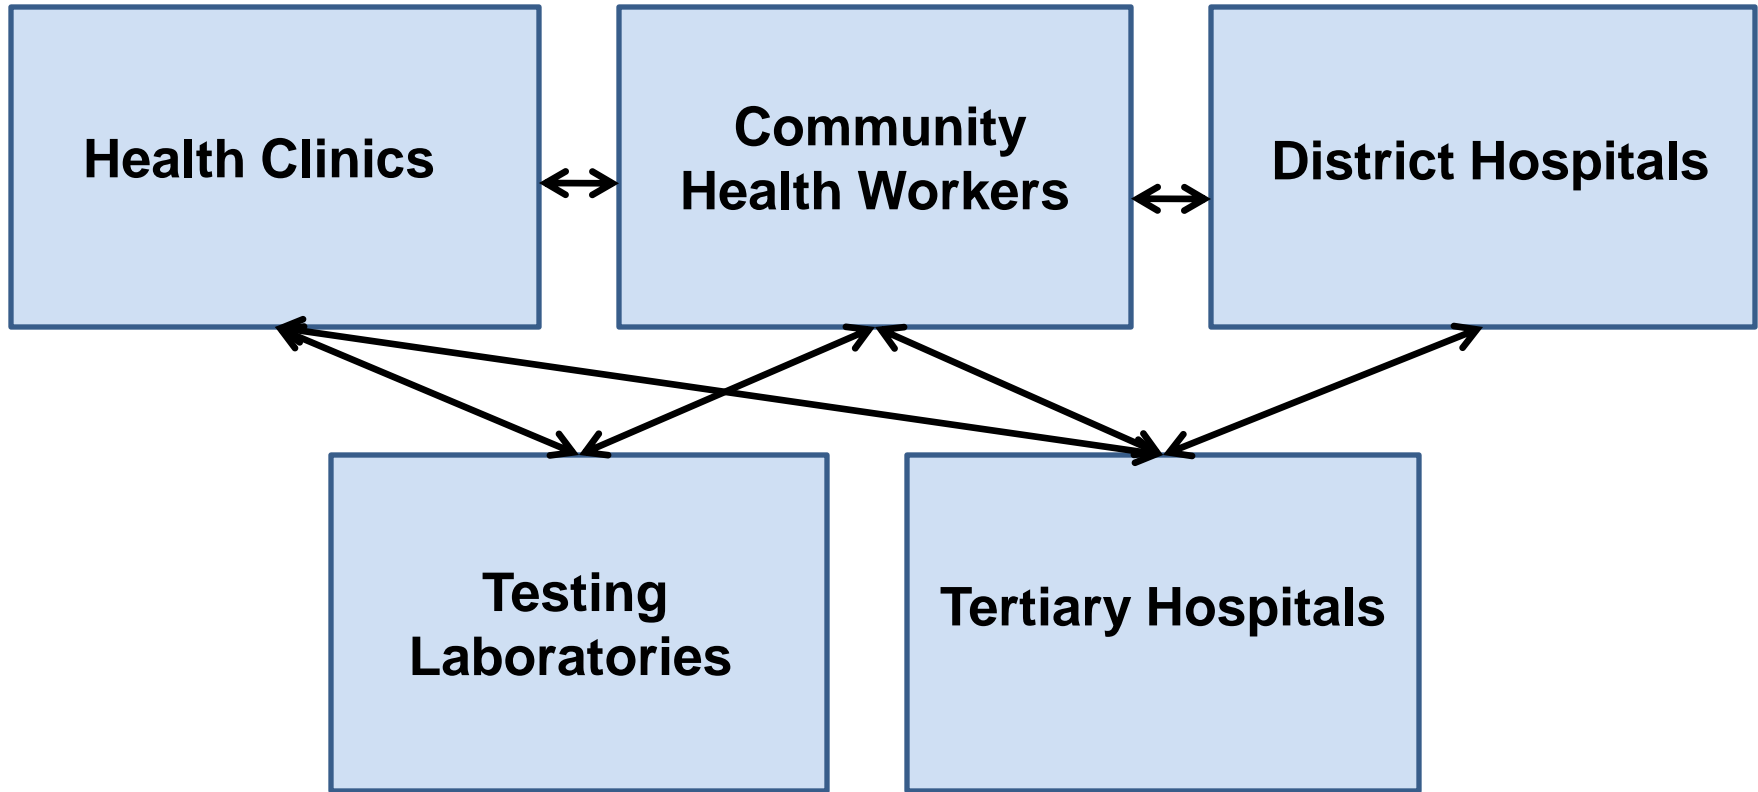 Health Clinics
Community
Health Workers
District Hospitals
Testing
Laboratories
Tertiary Hospitals